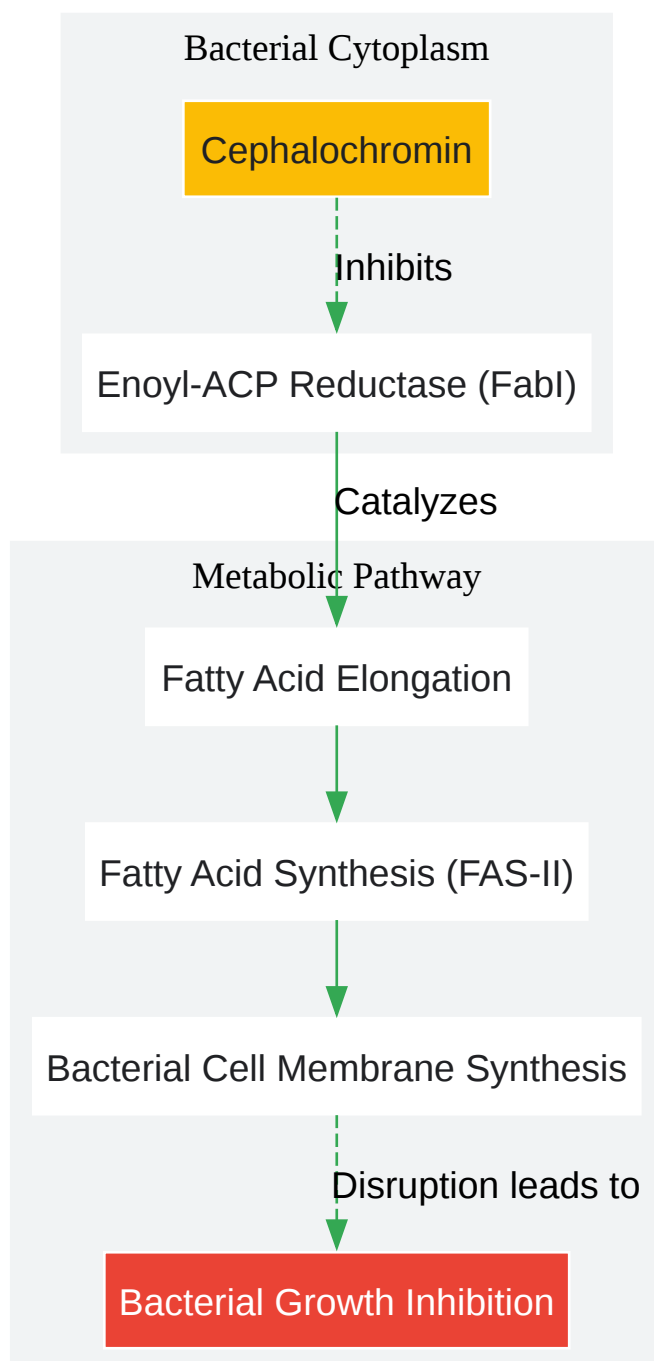 Bacterial Cytoplasm
Cephalochromin
Inhibits
Enoyl-ACP Reductase (FabI)
Catalyzes
Metabolic Pathway
Fatty Acid Elongation
Fatty Acid Synthesis (FAS-II)
Bacterial Cell Membrane Synthesis
Disruption leads to
Bacterial Growth Inhibition